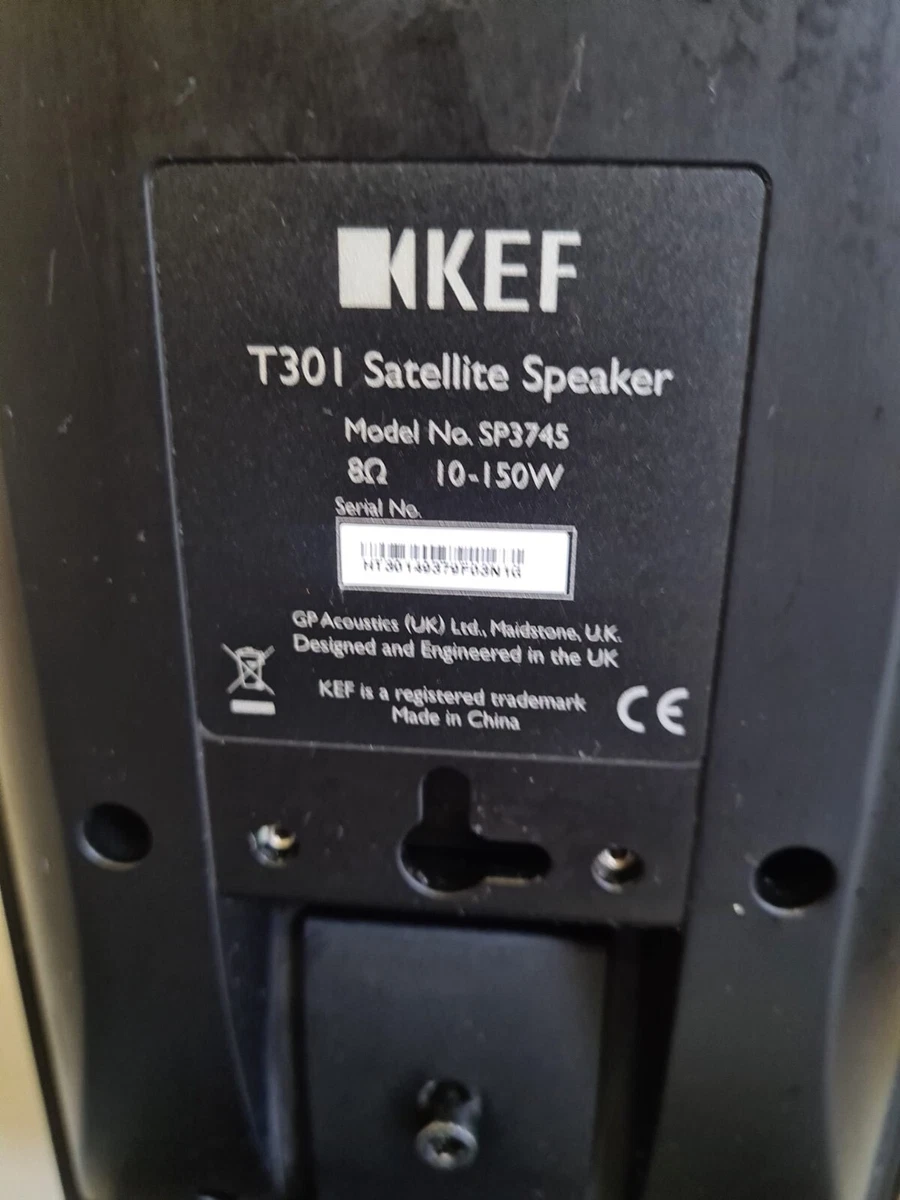 KEF
T301 Satellite Speaker
Model No. SP3745
8Ω 10-150W
Serial No.
HT30149379F03N1G
GP Acoustics (UK) Ltd., Maidstone, U.K.
Designed and Engineered in the UK
KEF is a registered trademark
Made in China
CE